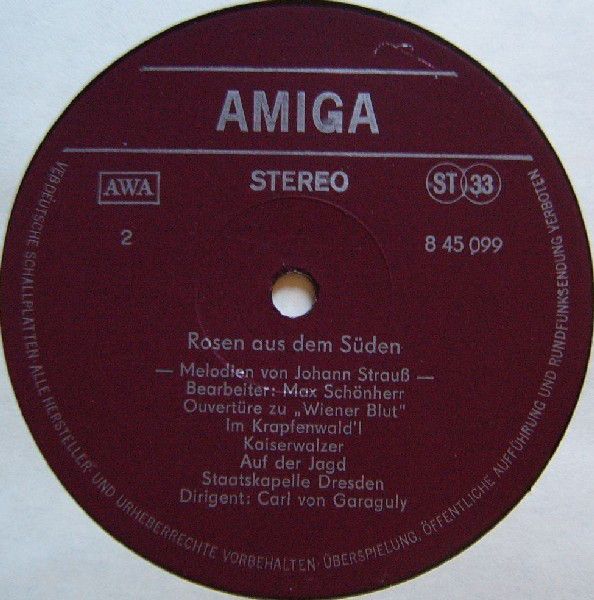 AMIGA
AWA
STEREO
ST 33
2
8 45 099
Rosen aus dem Süden
— Melodien von Johann Strauß —
Bearbeiter: Max Schönherr
Ouvertüre zu „Wiener Blut"
Im Krapfenwald'l
Kaiserwalzer
Auf der Jagd
Staatskapelle Dresden
Dirigent: Carl von Garaguly
VEB DEUTSCHE SCHALLPLATTEN · ALLE HERSTELLER- UND URHEBERRECHTE VORBEHALTEN · ÜBERSPIELUNG, ÖFFENTLICHE AUFFÜHRUNG UND RUNDFUNKSENDUNG VERBOTEN